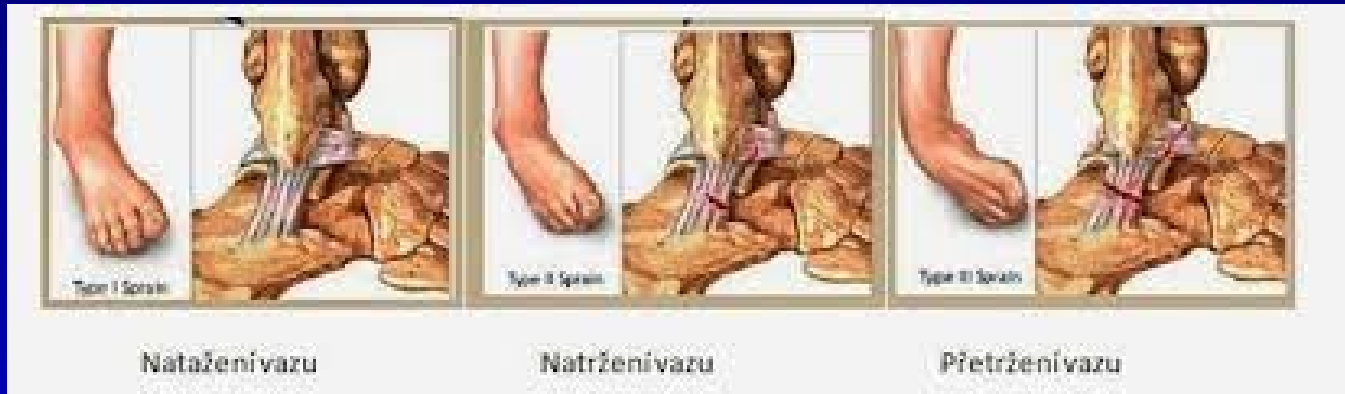 Type I Sprain
Type II Sprain
Type III Sprain
Natažení vazu
Natržení vazu
Přetržení vazu